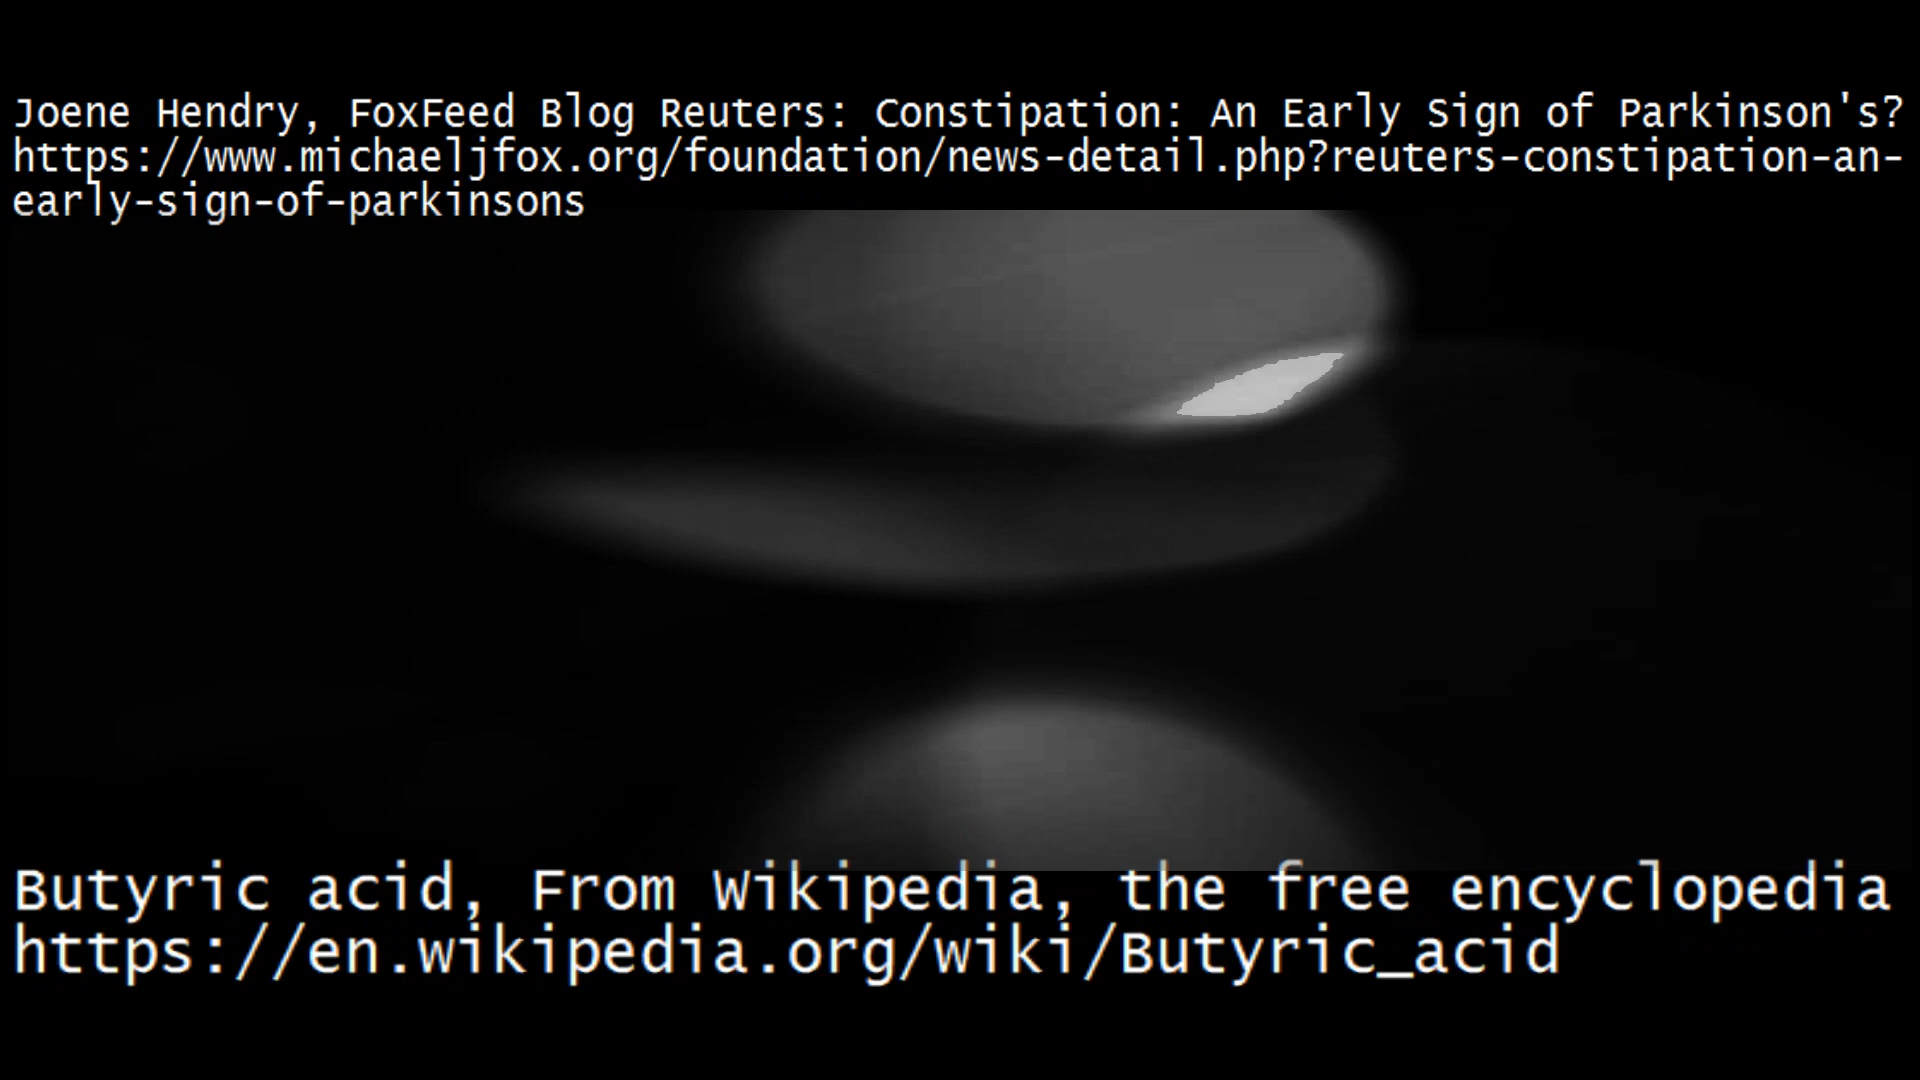 Joene Hendry, FoxFeed Blog Reuters: Constipation: An Early Sign of Parkinson's?
https://www.michaeljfox.org/foundation/news-detail.php?reuters-constipation-an-
early-sign-of-parkinsons
Butyric acid, From Wikipedia, the free encyclopedia
https://en.wikipedia.org/wiki/Butyric_acid